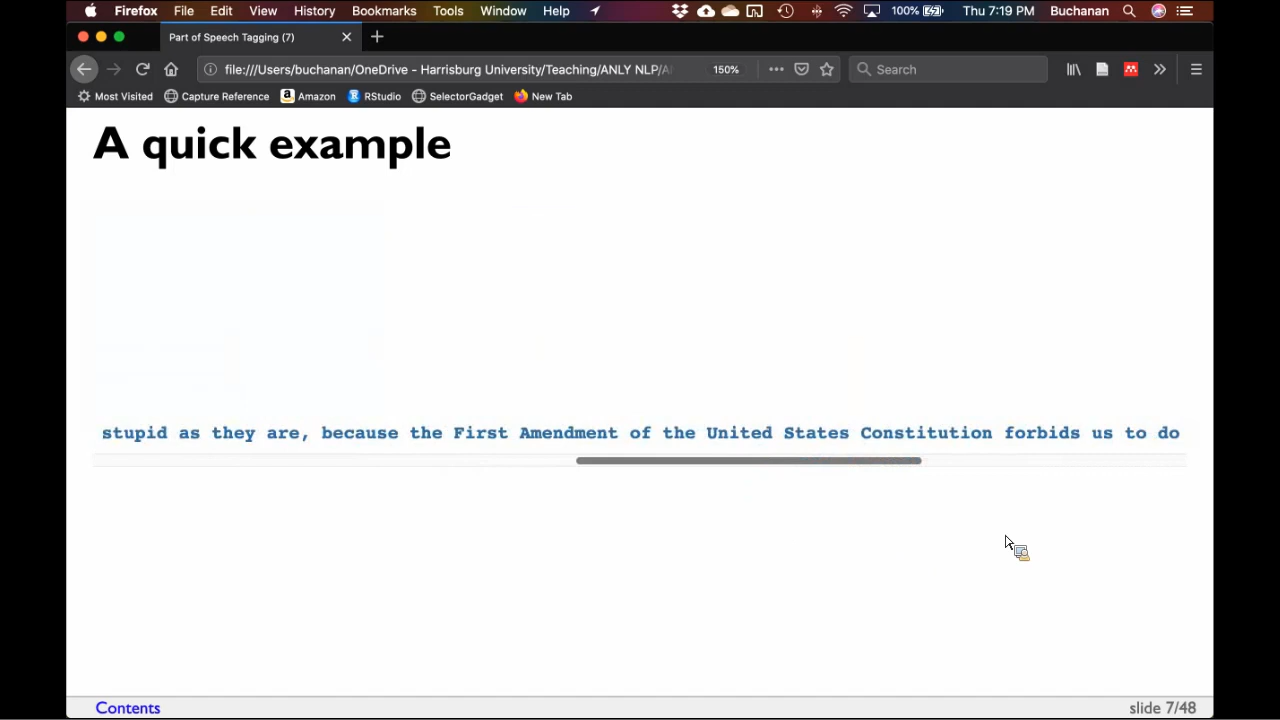 Firefox File Edit View History Bookmarks Tools Window Help 100% Thu 7:19 PM Buchanan
Part of Speech Tagging (7)
file:///Users/buchanan/OneDrive - Harrisburg University/Teaching/ANLY NLP/A 150% Search
Most Visited Capture Reference Amazon RStudio SelectorGadget New Tab
A quick example
stupid as they are, because the First Amendment of the United States Constitution forbids us to do
Contents slide 7/48